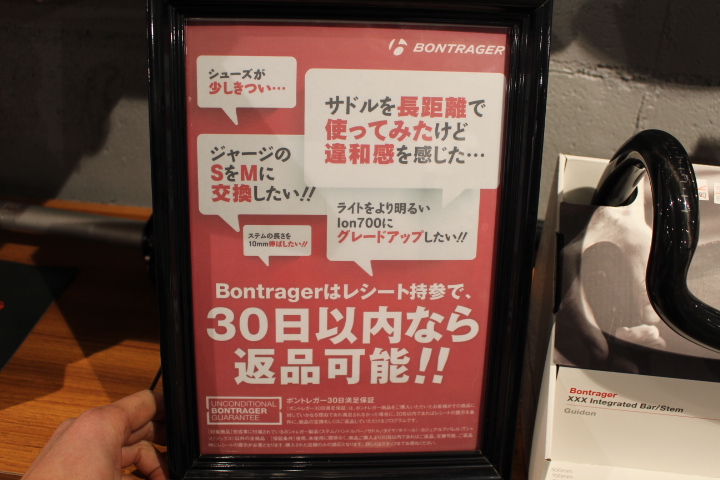 BONTRAGER
シューズが
少しきつい…
サドルを長距離で
使ってみたけど
違和感を感じた…
ジャージの
SをMに
交換したい!!
ライトをより明るい
Ion700に
グレードアップしたい!!
ステムの長さを
10mm伸ばしたい!!
Bontragerはレシート持参で、
30日以内なら
返品可能!!
UNCONDITIONAL
BONTRAGER
GUARANTEE
ボントレガー30日満足保証
Bontrager
XXX Integrated Bar/Stem
Guidon